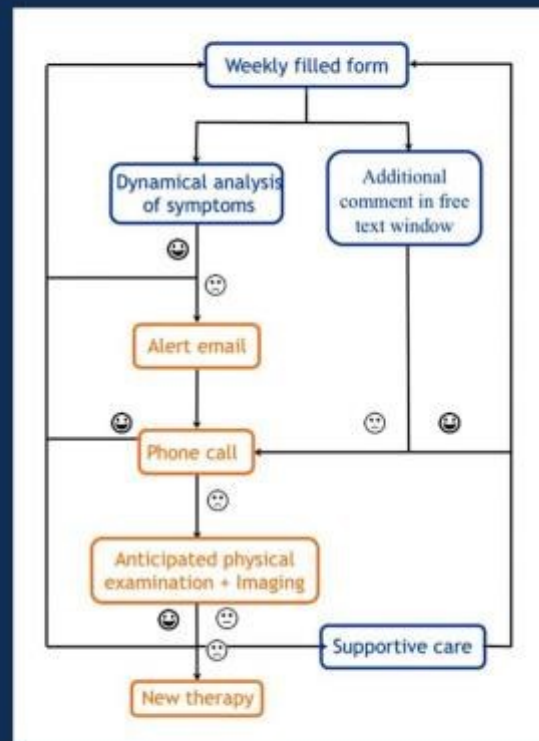 Weekly filled form
Dynamical analysis
of symptoms
Additional
comment in free
text window
Alert email
Phone call
Anticipated physical
examination + Imaging
Supportive care
New therapy